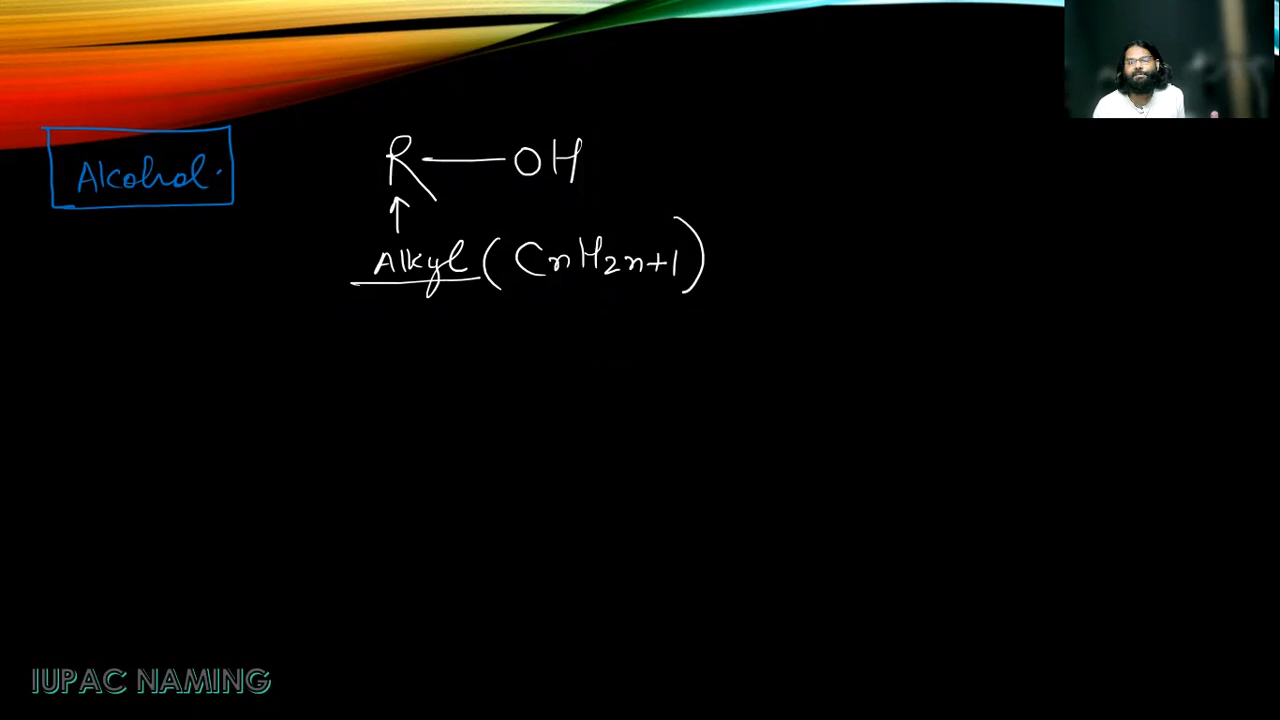 Alcohol.
R — OH
↑
Alkyl (CnH2n+1)
IUPAC NAMING